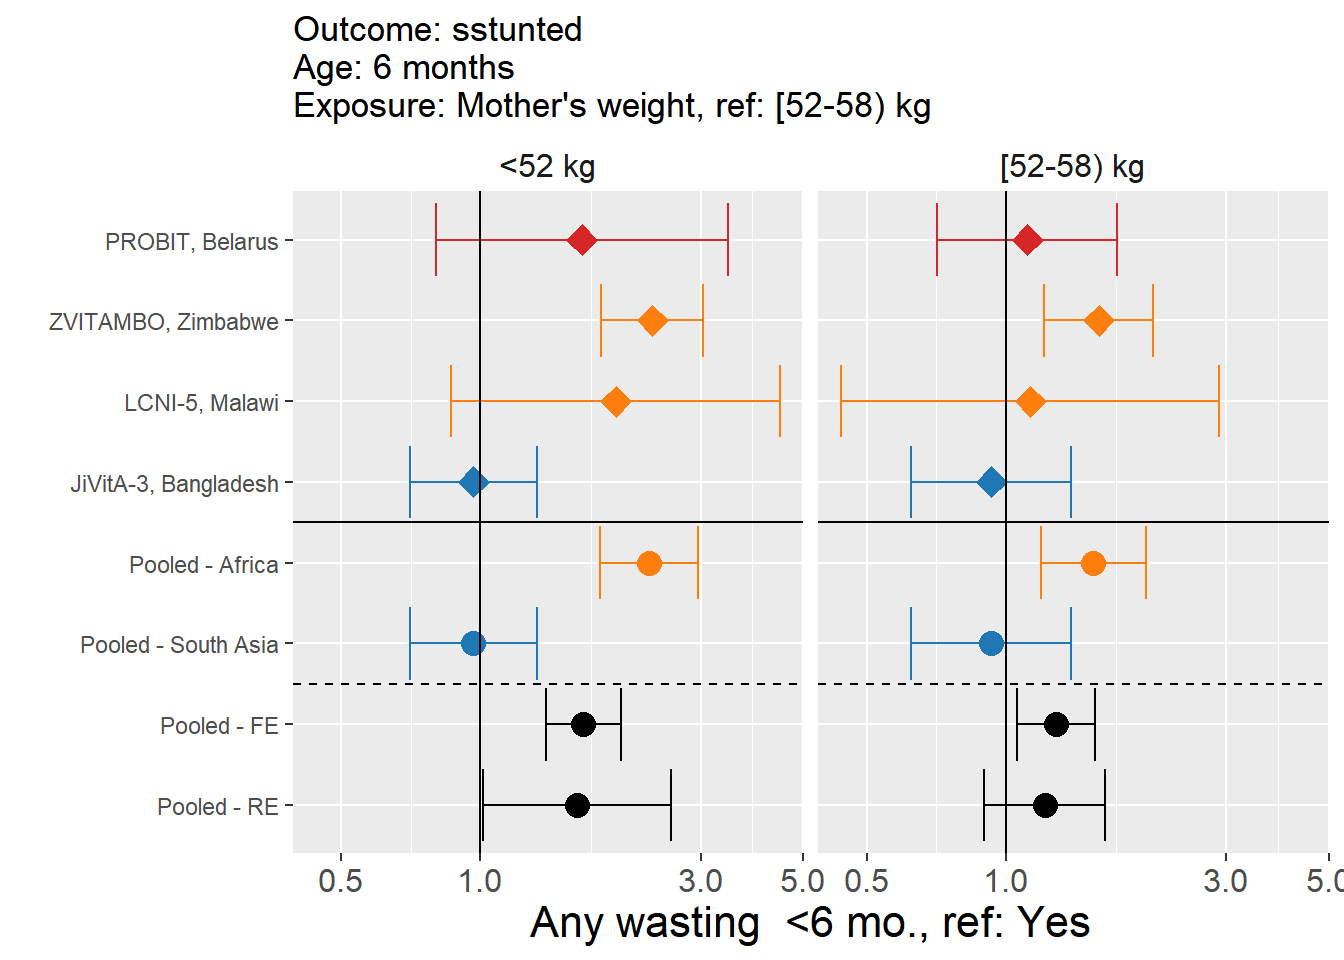 Outcome: sstunted
Age: 6 months
Exposure: Mother's weight, ref: [52-58) kg
<52 kg
[52-58) kg
PROBIT, Belarus
ZVITAMBO, Zimbabwe
LCNI-5, Malawi
JiVitA-3, Bangladesh
Pooled - Africa
Pooled - South Asia
Pooled - FE
Pooled - RE
0.5 1.0 3.0 5.0 0.5 1.0 3.0 5.0
Any wasting  <6 mo., ref: Yes